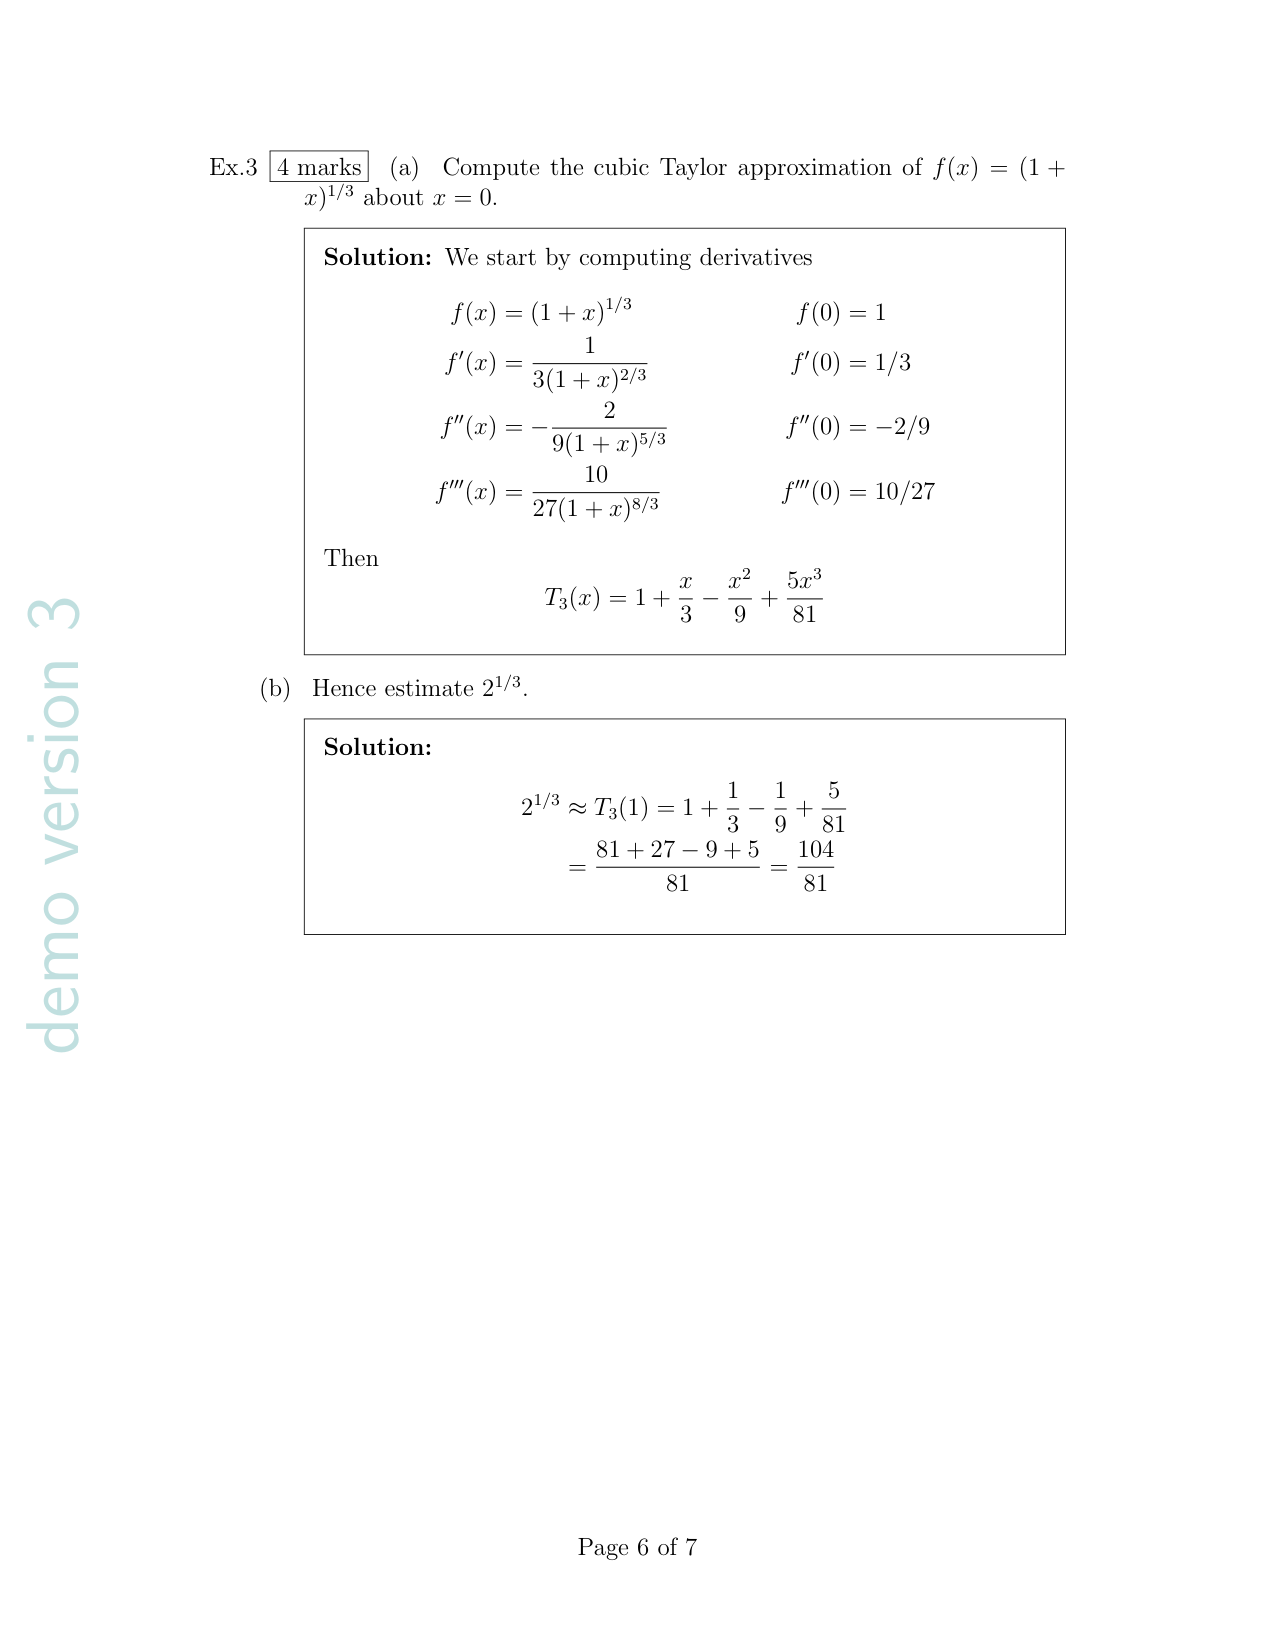 Ex.3 4 marks (a) Compute the cubic Taylor approximation of f(x) = (1 +
x)^{1/3} about x = 0.
Solution: We start by computing derivatives
f(x) = (1 + x)^{1/3} f(0) = 1
f′(x) = \frac{1}{3(1 + x)^{2/3}} f′(0) = 1/3
f″(x) = −\frac{2}{9(1 + x)^{5/3}} f″(0) = −2/9
f‴(x) = \frac{10}{27(1 + x)^{8/3}} f‴(0) = 10/27
Then
T_3(x) = 1 + \frac{x}{3} − \frac{x^2}{9} + \frac{5x^3}{81}
(b) Hence estimate 2^{1/3}.
Solution:
2^{1/3} ≈ T_3(1) = 1 + \frac{1}{3} − \frac{1}{9} + \frac{5}{81}
= \frac{81 + 27 − 9 + 5}{81} = \frac{104}{81}
demo version 3
Page 6 of 7